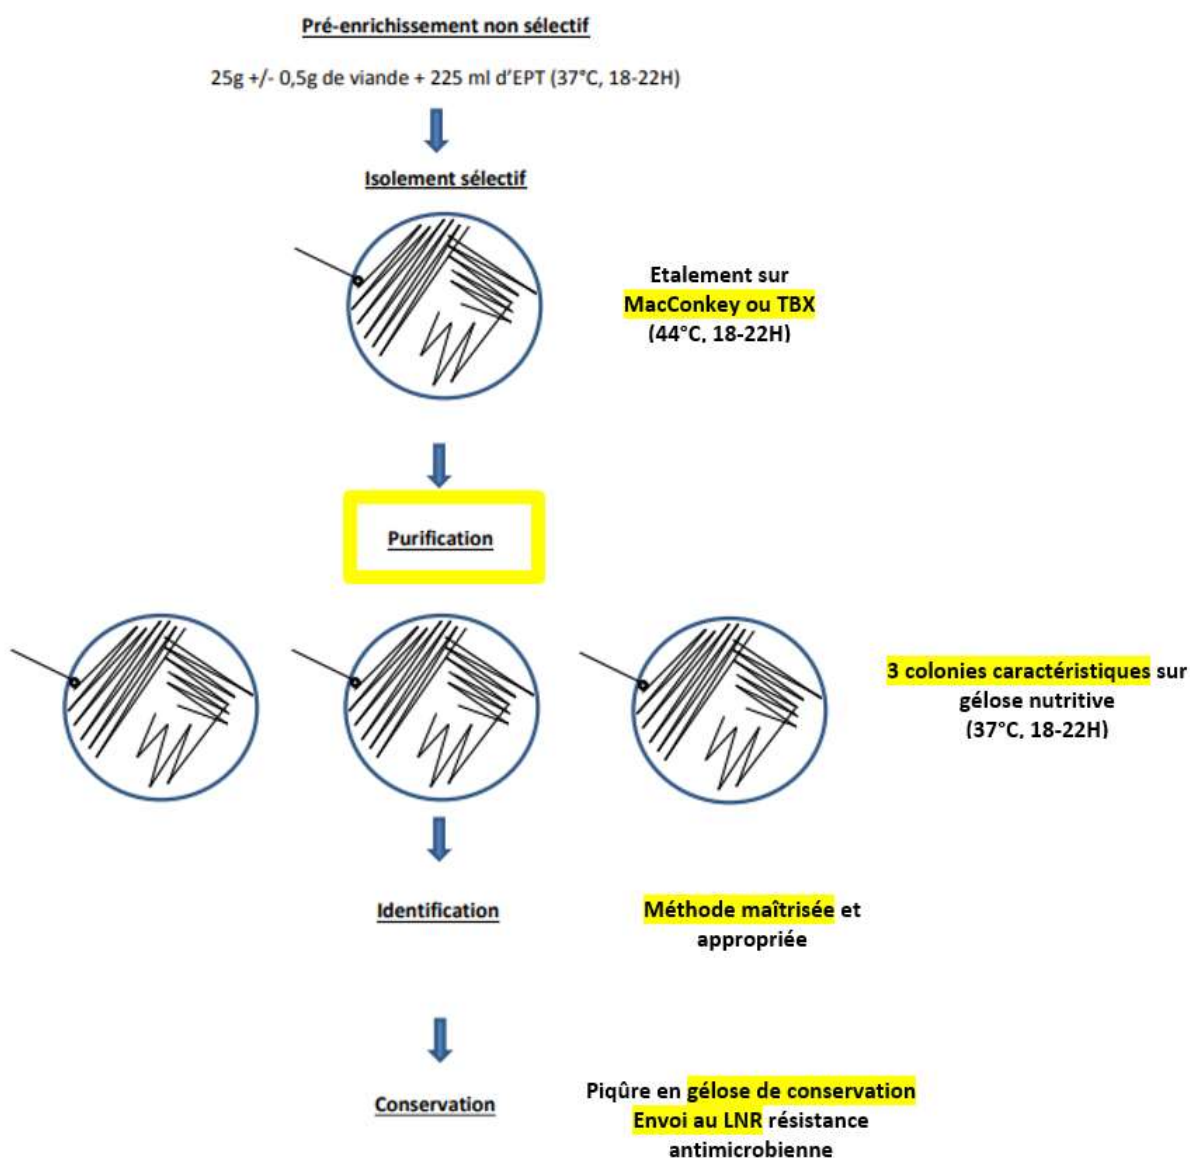 Pré-enrichissement non sélectif
25g +/- 0,5g de viande + 225 ml d'EPT (37°C, 18-22H)
Isolement sélectif
Etalement sur
MacConkey ou TBX
(44°C, 18-22H)
Purification
3 colonies caractéristiques sur
gélose nutritive
(37°C, 18-22H)
Identification
Méthode maîtrisée et
appropriée
Conservation
Piqûre en gélose de conservation
Envoi au LNR résistance
antimicrobienne